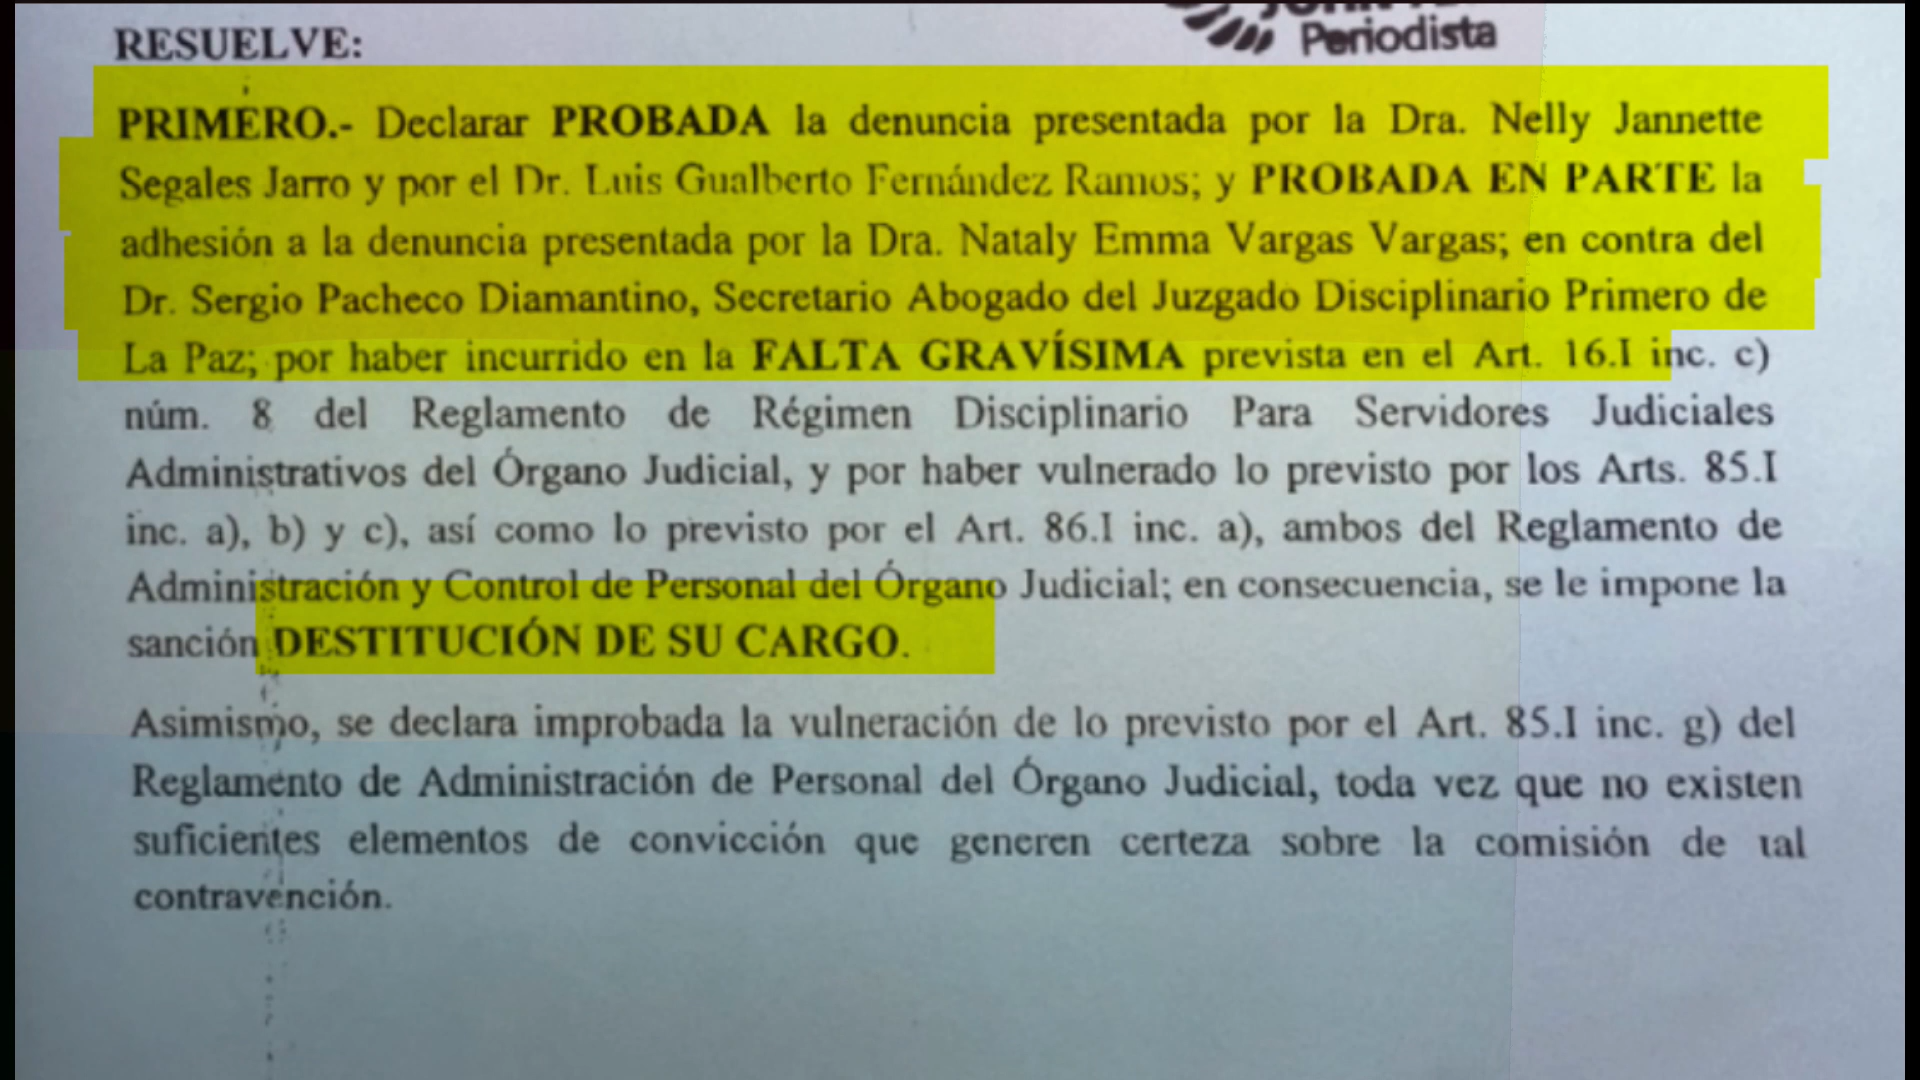 Periodista
RESUELVE:
PRIMERO.- Declarar PROBADA la denuncia presentada por la Dra. Nelly Jannette
Segales Jarro y por el Dr. Luis Gualberto Fernández Ramos; y PROBADA EN PARTE la
adhesión a la denuncia presentada por la Dra. Nataly Emma Vargas Vargas; en contra del
Dr. Sergio Pacheco Diamantino, Secretario Abogado del Juzgado Disciplinario Primero de
La Paz; por haber incurrido en la FALTA GRAVÍSIMA prevista en el Art. 16.I inc. c)
núm. 8 del Reglamento de Régimen Disciplinario Para Servidores Judiciales
Administrativos del Órgano Judicial, y por haber vulnerado lo previsto por los Arts. 85.I
inc. a), b) y c), así como lo previsto por el Art. 86.I inc. a), ambos del Reglamento de
Administración y Control de Personal del Órgano Judicial; en consecuencia, se le impone la
sanción DESTITUCIÓN DE SU CARGO.
Asimismo, se declara improbada la vulneración de lo previsto por el Art. 85.I inc. g) del
Reglamento de Administración de Personal del Órgano Judicial, toda vez que no existen
suficientes elementos de convicción que generen certeza sobre la comisión de tal
contravención.